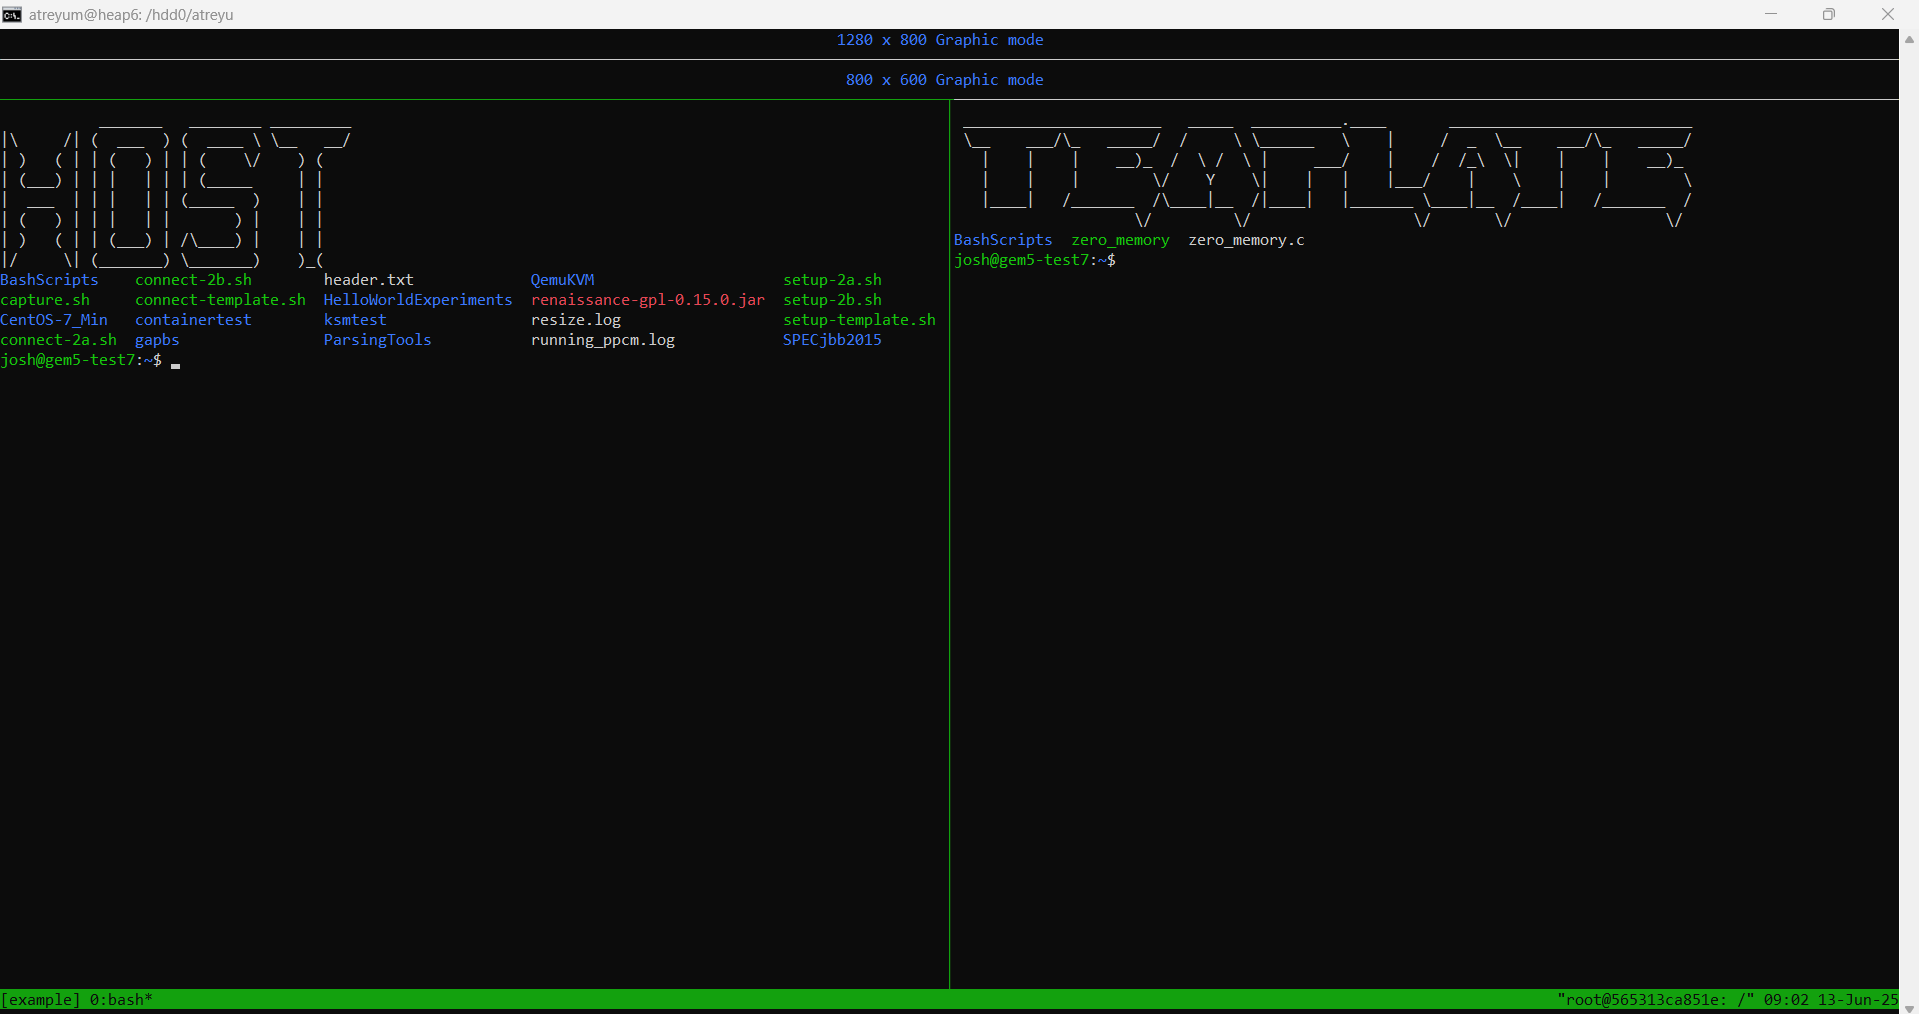 atreyum@heap6: /hdd0/atreyu
1280 x 800 Graphic mode
800 x 600 Graphic mode
HOST
BashScripts connect-2b.sh header.txt QemuKVM setup-2a.sh
capture.sh connect-template.sh HelloWorldExperiments renaissance-gpl-0.15.0.jar setup-2b.sh
CentOS-7_Min containertest ksmtest resize.log setup-template.sh
connect-2a.sh gapbs ParsingTools running_ppcm.log SPECjbb2015
josh@gem5-test7:~$
TEMPLATE
BashScripts zero_memory zero_memory.c
josh@gem5-test7:~$
[example] 0:bash* "root@565313ca851e: /" 09:02 13-Jun-25